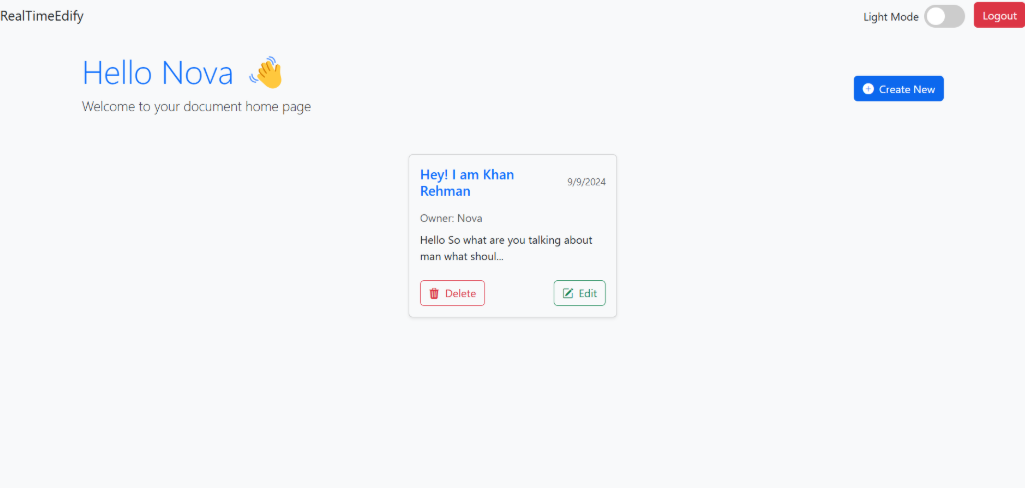 RealTimeEdify
Light Mode
Logout
Hello Nova 👋
Welcome to your document home page
Create New
Hey! I am Khan
Rehman
9/9/2024
Owner: Nova
Hello So what are you talking about
man what shoul...
Delete
Edit